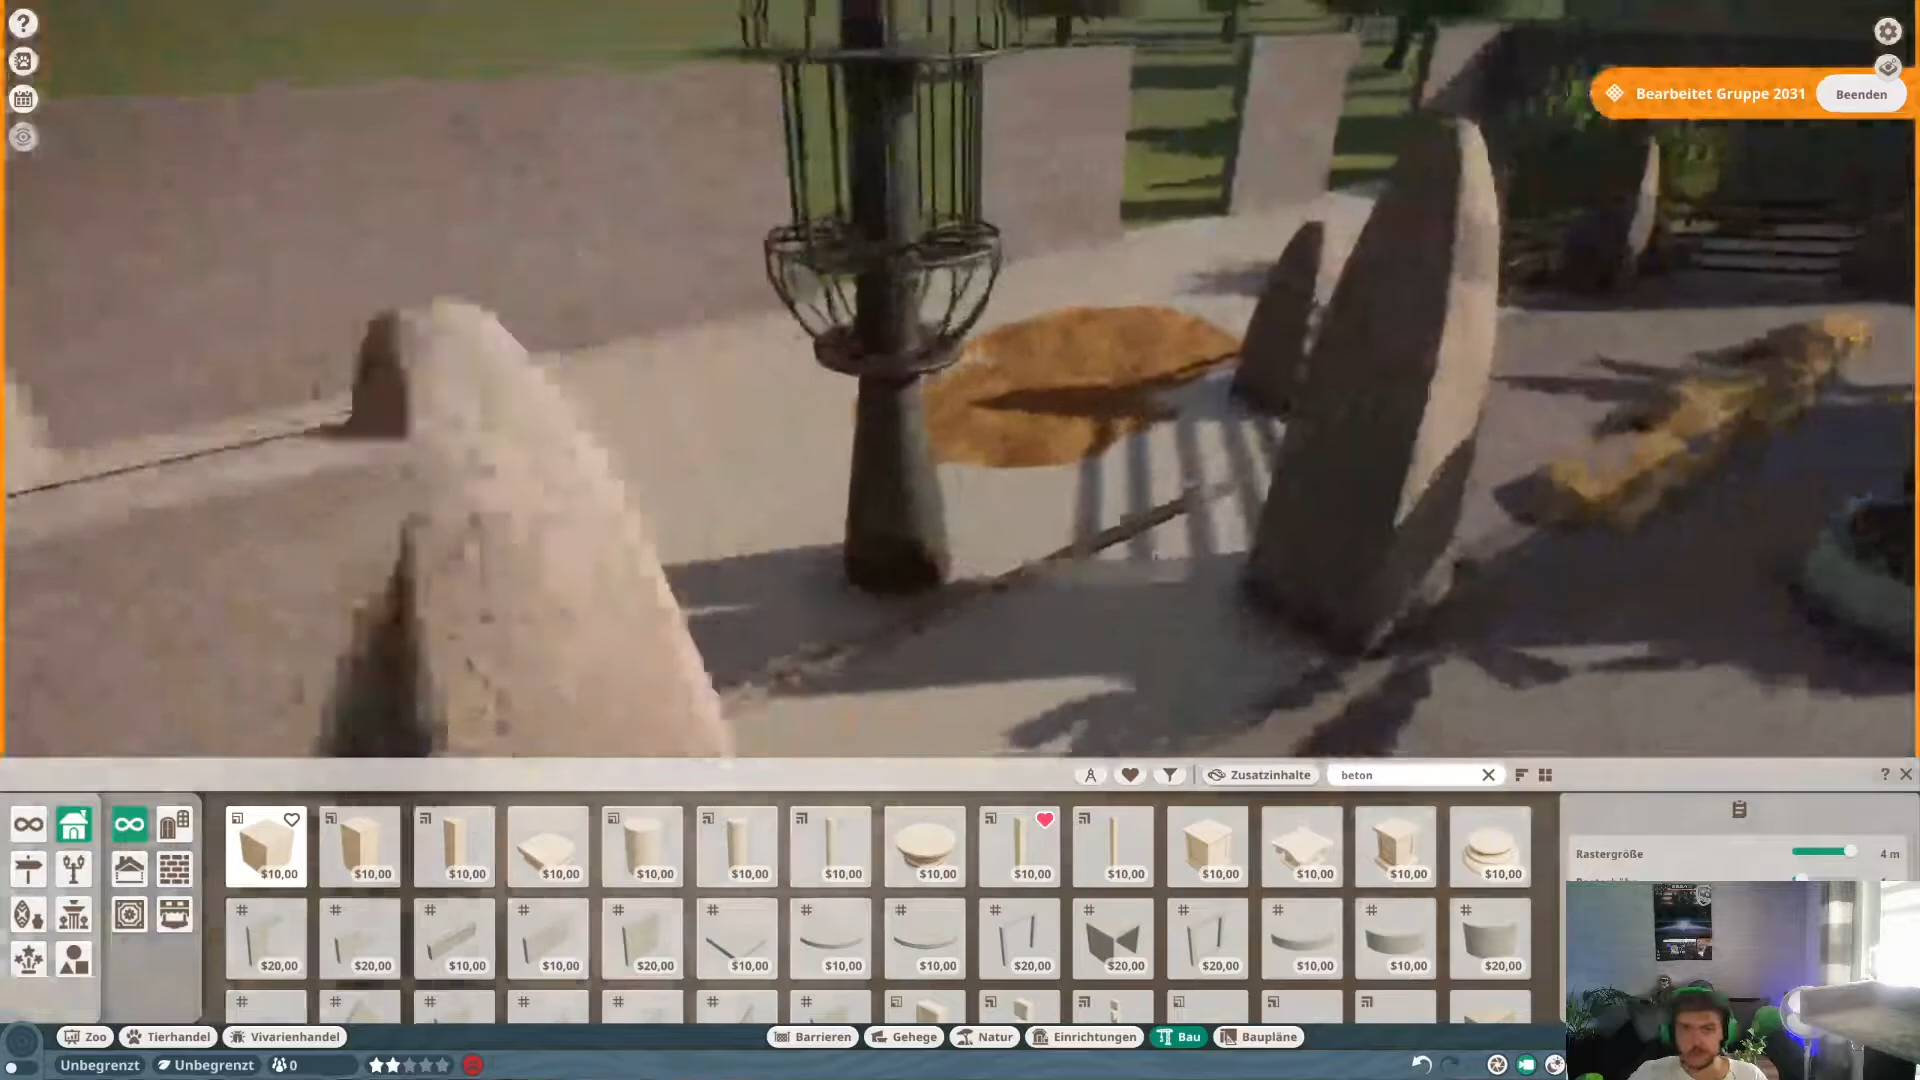 Bearbeitet Gruppe 2031
Beenden
Zusatzinhalte
beton
$10,00 $10,00 $10,00 $10,00 $10,00 $10,00 $10,00 $10,00 $10,00 $10,00 $10,00 $10,00 $10,00 $10,00
Rastergröße 4 m
$20,00 $20,00 $10,00 $10,00 $20,00 $10,00 $10,00 $10,00 $20,00 $20,00 $20,00 $10,00 $10,00 $20,00
Zoo Tierhandel Vivarienhandel Barrieren Gehege Natur Einrichtungen Bau Baupläne
Unbegrenzt Unbegrenzt 0